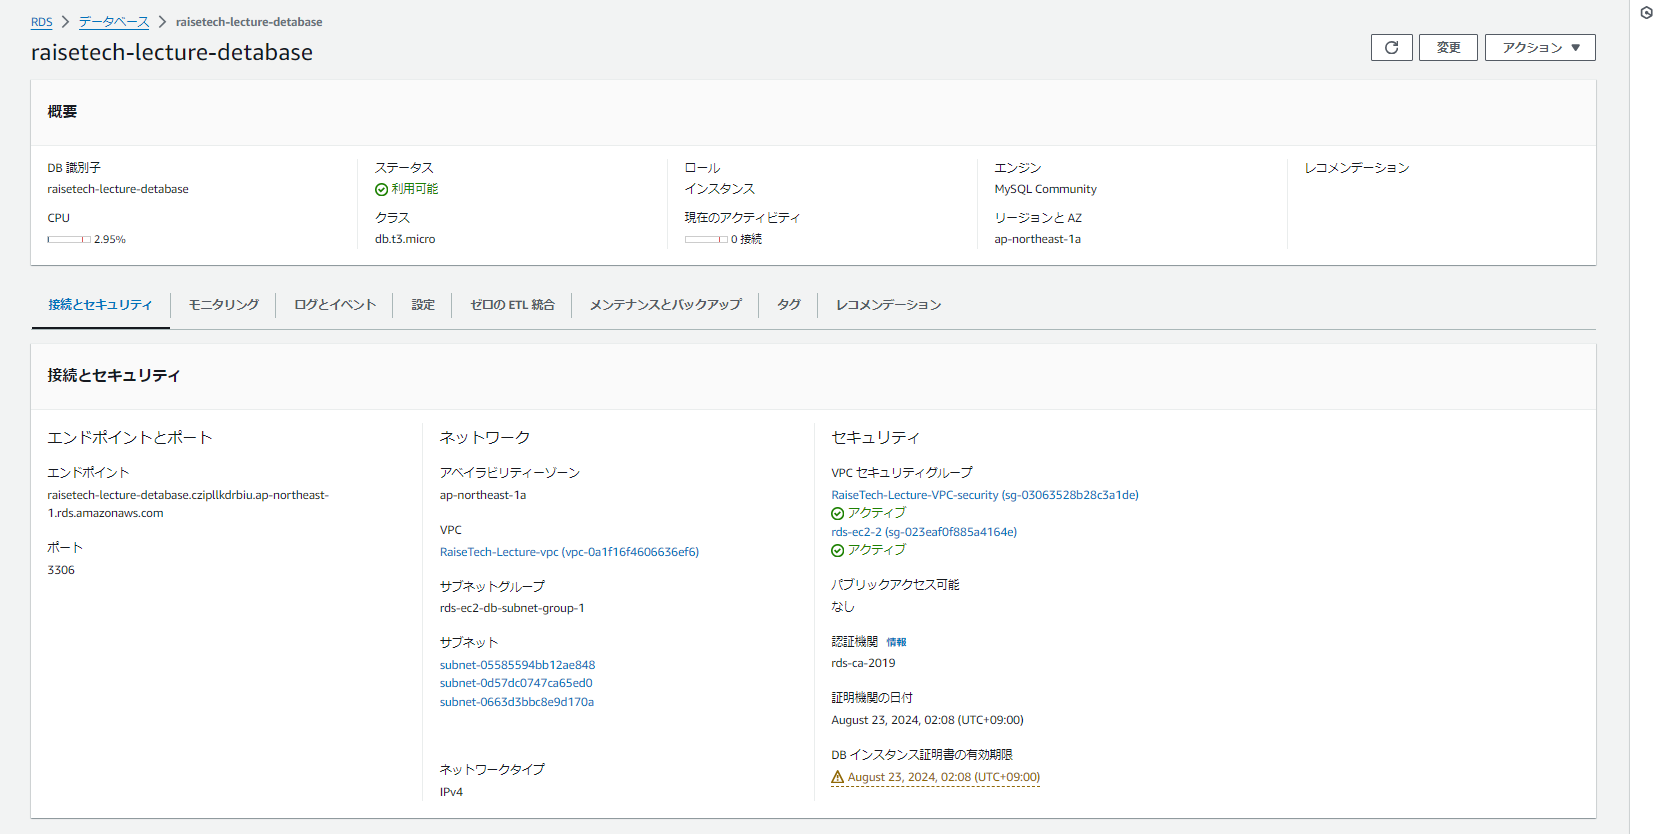 RDS > データベース > raisetech-lecture-detabase
raisetech-lecture-detabase
変更
アクション ▼
概要
DB 識別子
raisetech-lecture-detabase
CPU
2.95%
ステータス
利用可能
クラス
db.t3.micro
ロール
インスタンス
現在のアクティビティ
0 接続
エンジン
MySQL Community
リージョンと AZ
ap-northeast-1a
レコメンデーション
接続とセキュリティ
モニタリング
ログとイベント
設定
ゼロの ETL 統合
メンテナンスとバックアップ
タグ
レコメンデーション
接続とセキュリティ
エンドポイントとポート
エンドポイント
raisetech-lecture-detabase.czipllkdrbiu.ap-northeast-
1.rds.amazonaws.com
ポート
3306
ネットワーク
アベイラビリティーゾーン
ap-northeast-1a
VPC
RaiseTech-Lecture-vpc (vpc-0a1f16f4606636ef6)
サブネットグループ
rds-ec2-db-subnet-group-1
サブネット
subnet-05585594bb12ae848
subnet-0d57dc0747ca65ed0
subnet-0663d3bbc8e9d170a
ネットワークタイプ
IPv4
セキュリティ
VPC セキュリティグループ
RaiseTech-Lecture-VPC-security (sg-03063528b28c3a1de)
アクティブ
rds-ec2-2 (sg-023eaf0f885a4164e)
アクティブ
パブリックアクセス可能
なし
認証機関 情報
rds-ca-2019
証明機関の日付
August 23, 2024, 02:08 (UTC+09:00)
DB インスタンス証明書の有効期限
August 23, 2024, 02:08 (UTC+09:00)